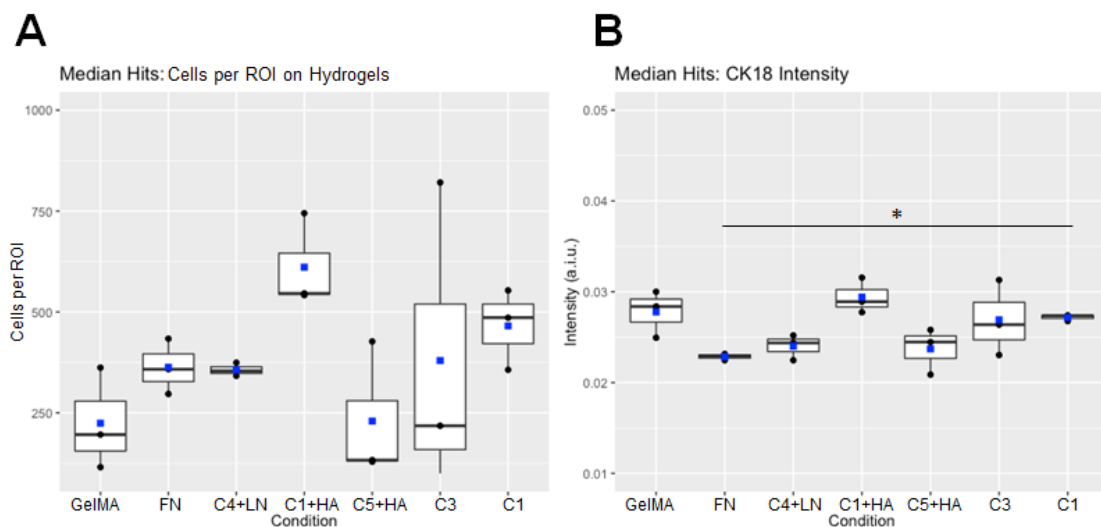 A
Median Hits: Cells per ROI on Hydrogels
1000
750
500
250
Cells per ROI
GelMA FN C4+LN C1+HA C5+HA C3 C1
Condition
B
Median Hits: CK18 Intensity
0.05
0.04
0.03
0.02
0.01
Intensity (a.i.u.)
*
GelMA FN C4+LN C1+HA C5+HA C3 C1
Condition